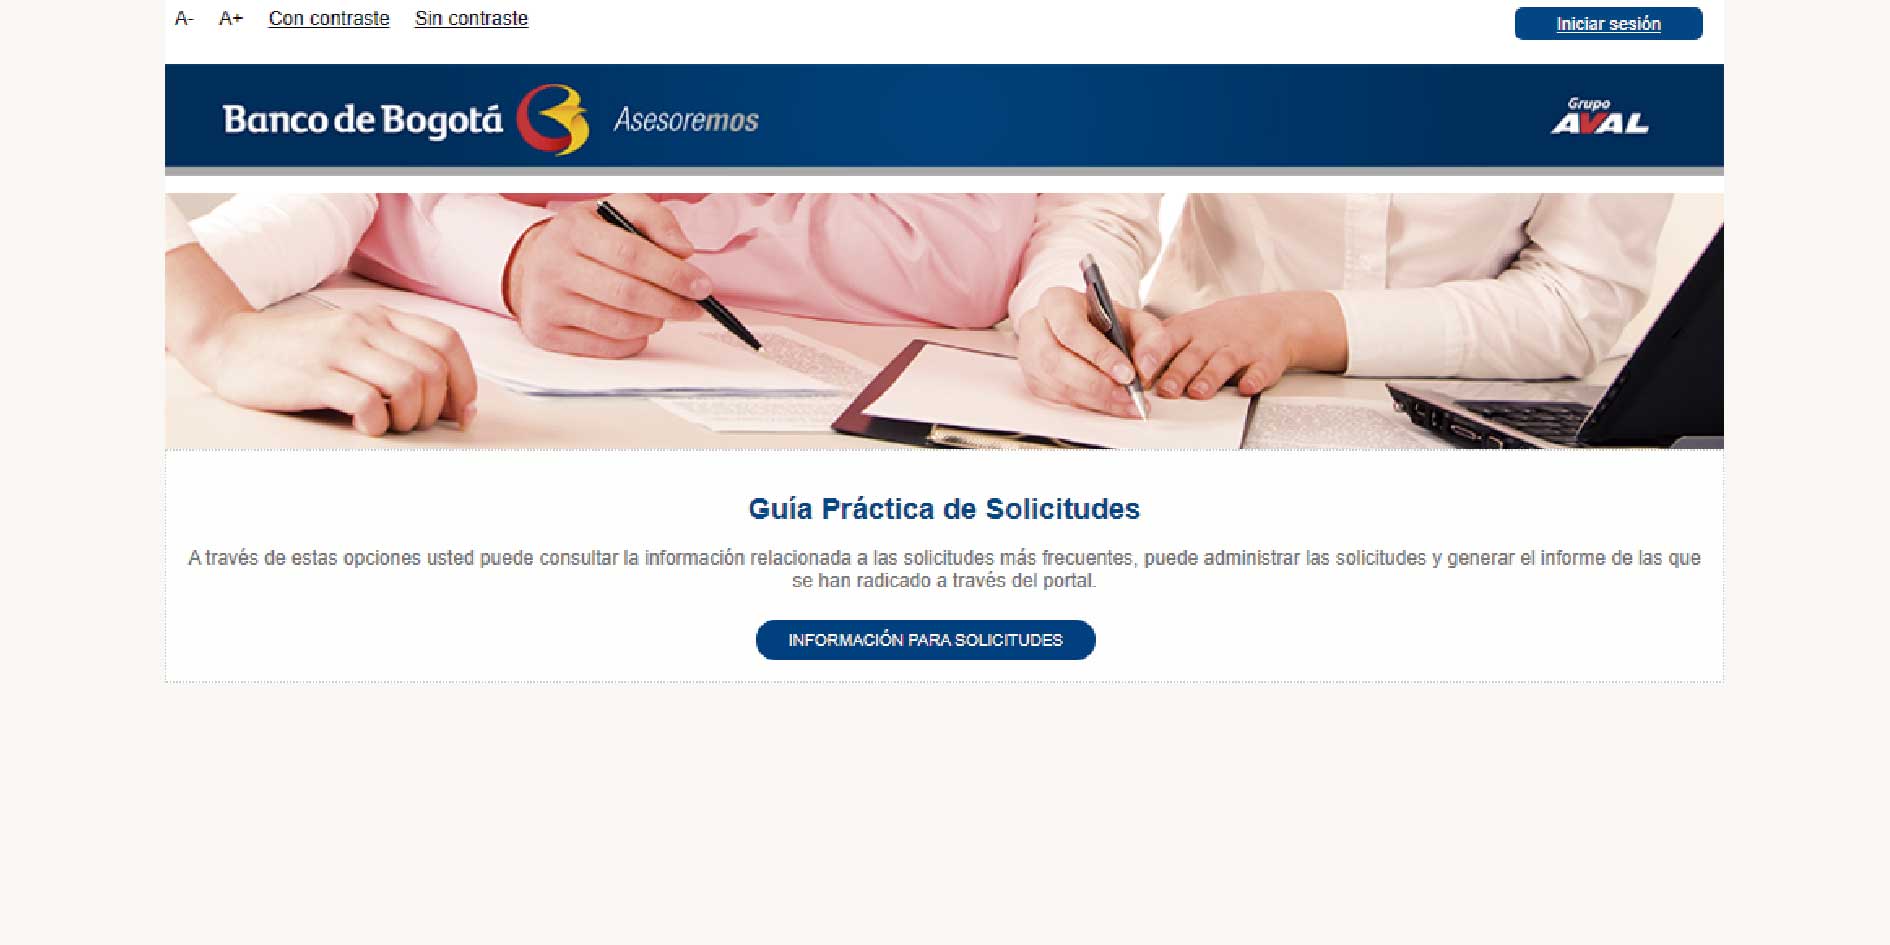 A- A+ Con contraste Sin contraste Iniciar sesión
Banco de Bogotá Asesoremos Grupo AVAL
Guía Práctica de Solicitudes
A través de estas opciones usted puede consultar la información relacionada a las solicitudes más frecuentes, puede administrar las solicitudes y generar el informe de las que
se han radicado a través del portal.
INFORMACIÓN PARA SOLICITUDES